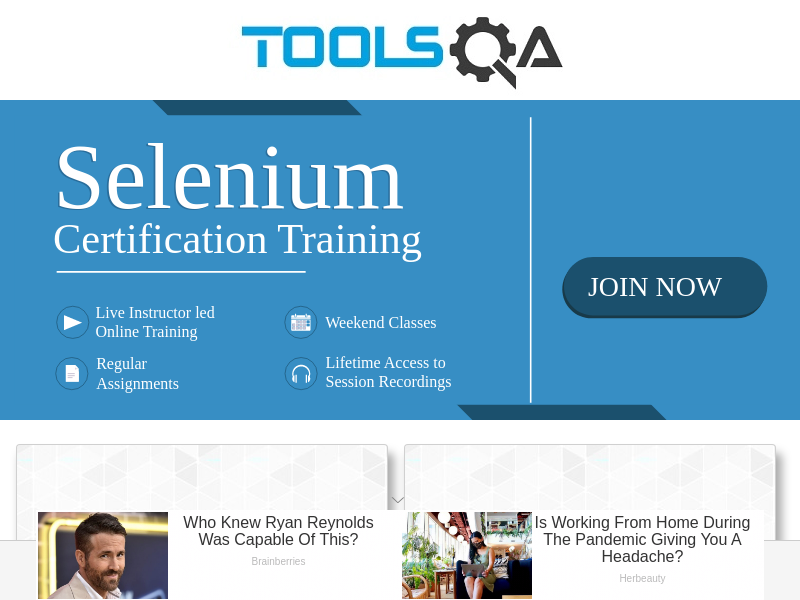 TOOLSQA
Selenium
Certification Training
JOIN NOW
Live Instructor led
Online Training
Weekend Classes
Regular
Assignments
Lifetime Access to
Session Recordings
Who Knew Ryan Reynolds
Was Capable Of This?
Brainberries
Is Working From Home During
The Pandemic Giving You A
Headache?
Herbeauty